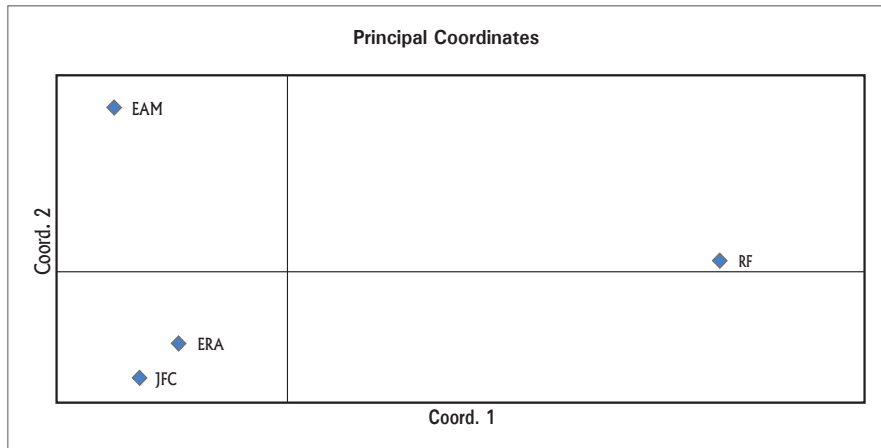 Principal Coordinates
EAM
Coord. 2
RF
ERA
JFC
Coord. 1